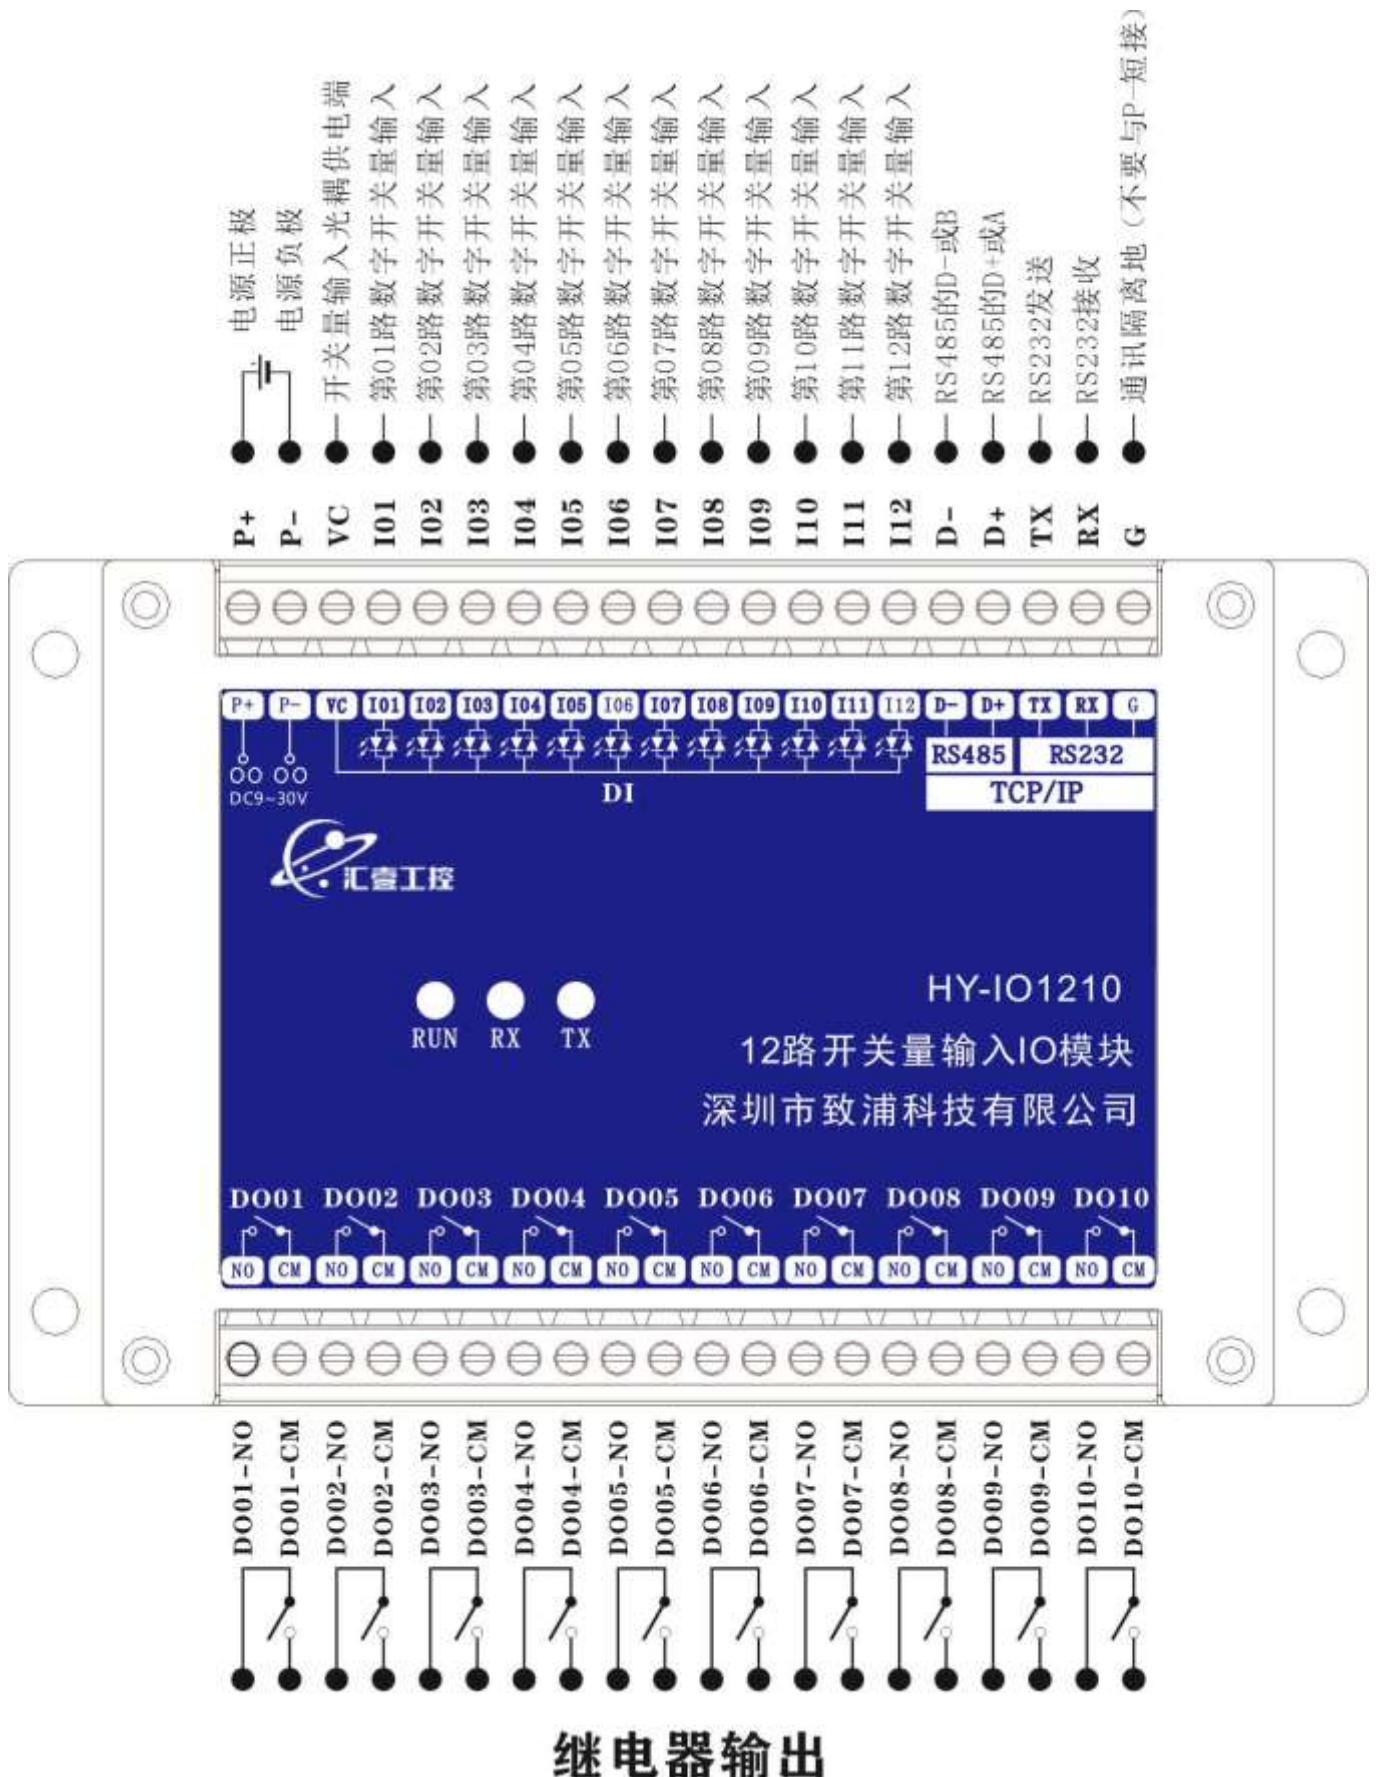 电源正极
电源负极
开关量输入光耦供电端
第01路数字开关量输入
第02路数字开关量输入
第03路数字开关量输入
第04路数字开关量输入
第05路数字开关量输入
第06路数字开关量输入
第07路数字开关量输入
第08路数字开关量输入
第09路数字开关量输入
第10路数字开关量输入
第11路数字开关量输入
第12路数字开关量输入
RS485的D-或B
RS485的D+或A
RS232发送
RS232接收
通讯隔离地（不要与P-短接）
P+ P- VC I01 I02 I03 I04 I05 I06 I07 I08 I09 I10 I11 I12 D- D+ TX RX G
P+ P- VC I01 I02 I03 I04 I05 I06 I07 I08 I09 I10 I11 I12 D- D+ TX RX G
RS485 RS232
DC9~30V DI TCP/IP
汇壹工控
HY-IO1210
RUN RX TX
12路开关量输入IO模块
深圳市致浦科技有限公司
DO01 DO02 DO03 DO04 DO05 DO06 DO07 DO08 DO09 DO10
NO CM NO CM NO CM NO CM NO CM NO CM NO CM NO CM NO CM NO CM
DO01-NO
DO01-CM
DO02-NO
DO02-CM
DO03-NO
DO03-CM
DO04-NO
DO04-CM
DO05-NO
DO05-CM
DO06-NO
DO06-CM
DO07-NO
DO07-CM
DO08-NO
DO08-CM
DO09-NO
DO09-CM
DO10-NO
DO10-CM
继电器输出